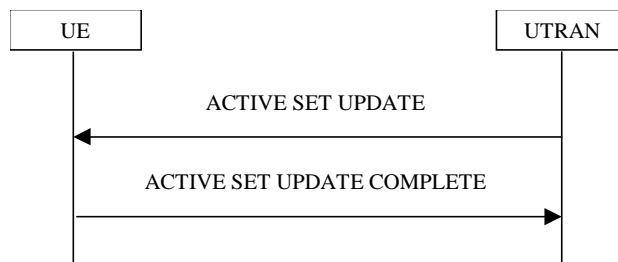 UE
UTRAN
ACTIVE SET UPDATE
ACTIVE SET UPDATE COMPLETE